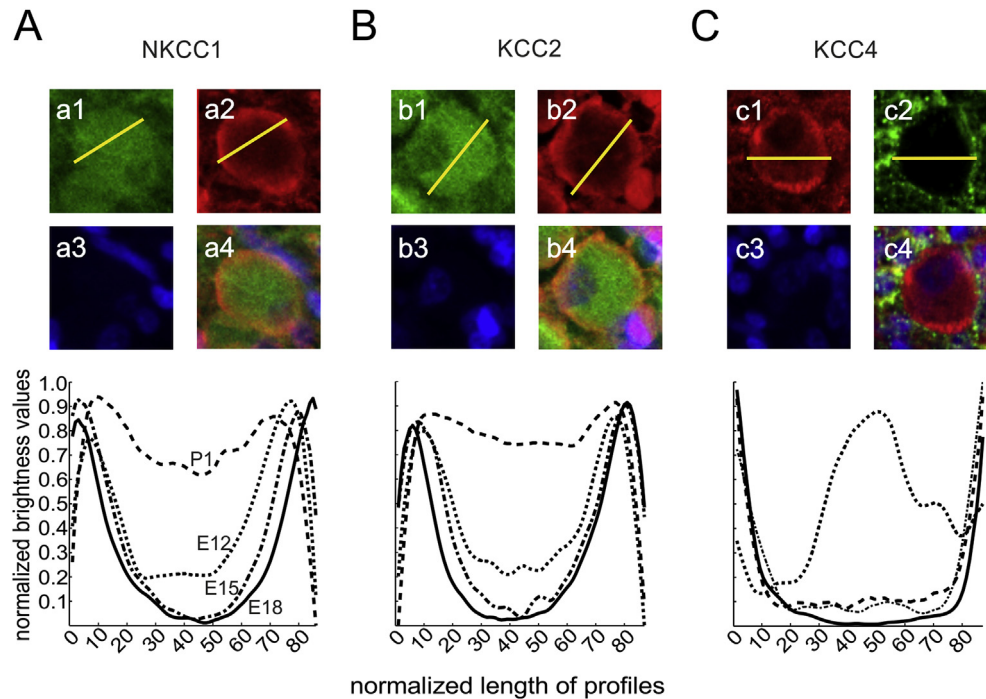 A
B
C
NKCC1
KCC2
KCC4
a1
a2
b1
b2
c1
c2
a3
a4
b3
b4
c3
c4
normalized brightness values
1.0
0.9
0.8
0.7
0.6
0.5
0.4
0.3
0.2
0.1
P1
E12
E15
E18
0 10 20 30 40 50 60 70 80
0 10 20 30 40 50 60 70 80
0 10 20 30 40 50 60 70 80
normalized length of profiles